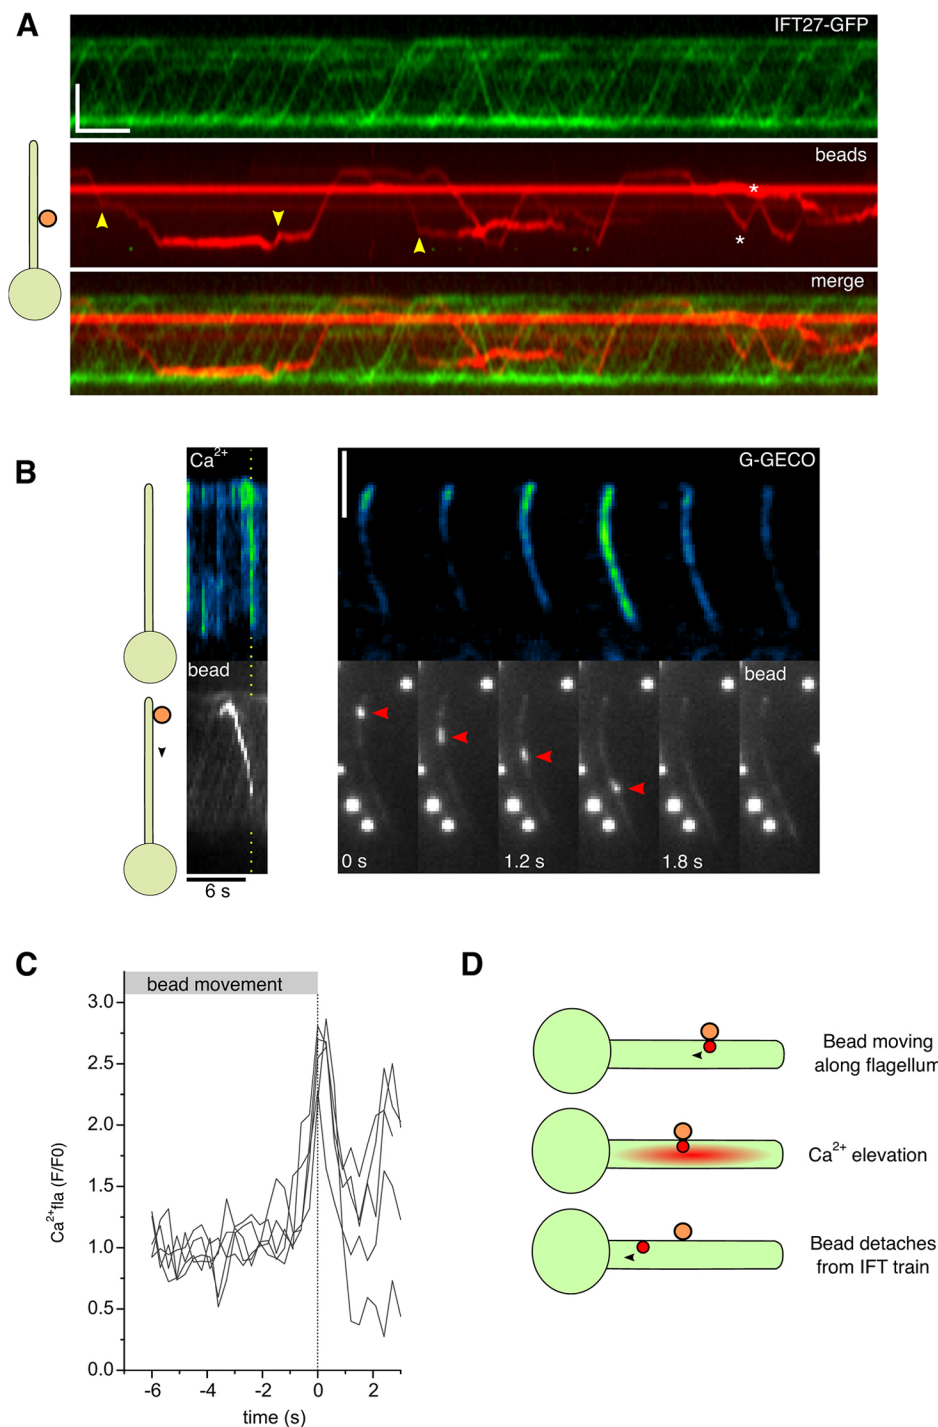 A
IFT27-GFP
beads
*
*
merge
B
Ca2+
G-GECO
bead
bead
0 s
1.2 s
1.8 s
6 s
C
D
bead movement
3.0
2.5
2.0
1.5
1.0
0.5
0.0
Ca2+fla (F/F0)
-6
-4
-2
0
2
time (s)
Bead moving
along flagellum
Ca2+ elevation
Bead detaches
from IFT train